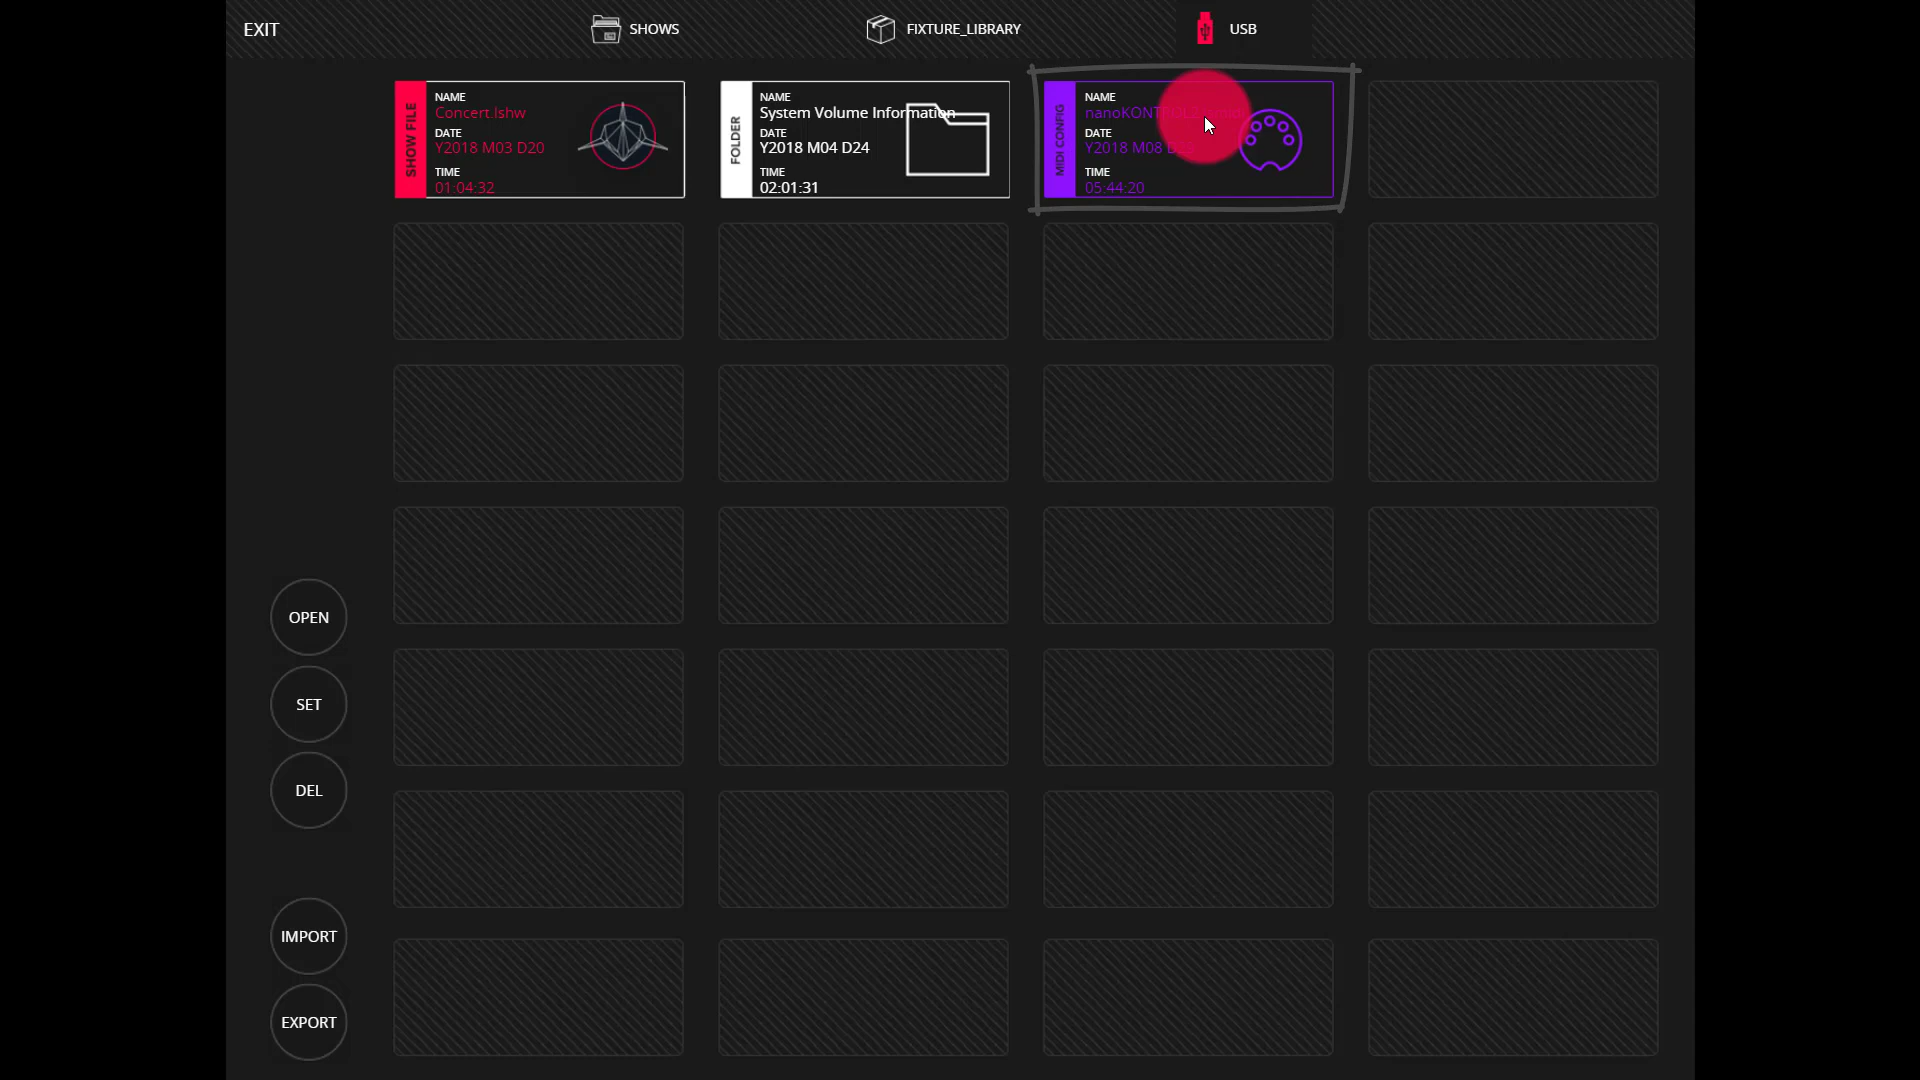 EXIT
SHOWS
FIXTURE_LIBRARY
USB
SHOW FILE
NAME
Concert.lshw
DATE
Y2018 M03 D20
TIME
01:04:32
FOLDER
NAME
System Volume Information
DATE
Y2018 M04 D24
TIME
02:01:31
MIDI CONFIG
NAME
DATE
Y2018 M08
TIME
05:44:20
OPEN
SET
DEL
IMPORT
EXPORT